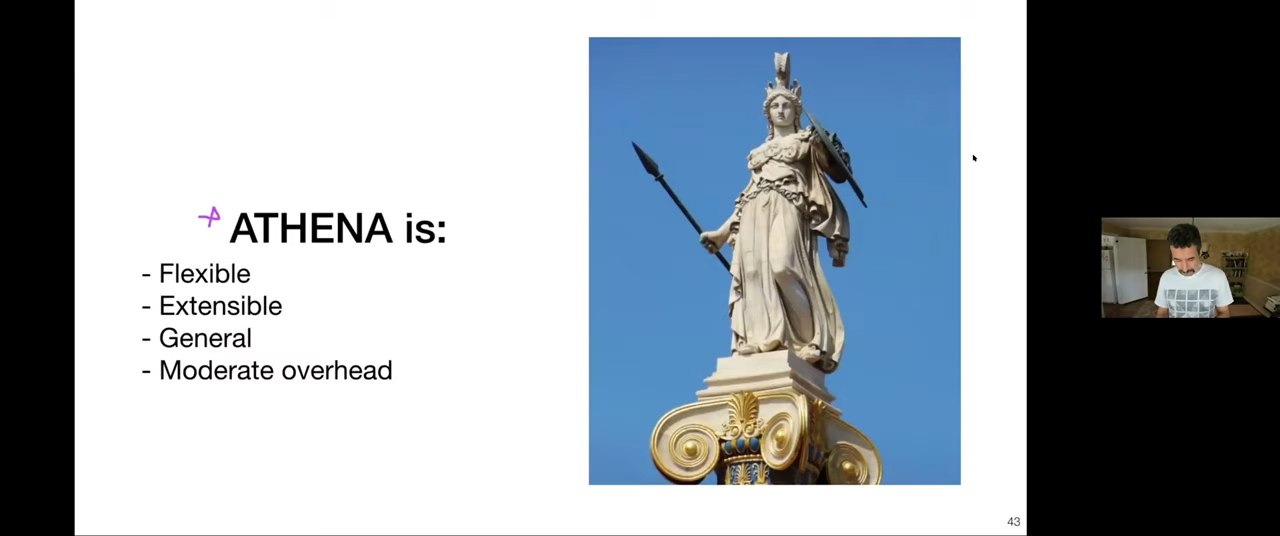 ATHENA is:
- Flexible
- Extensible
- General
- Moderate overhead
43